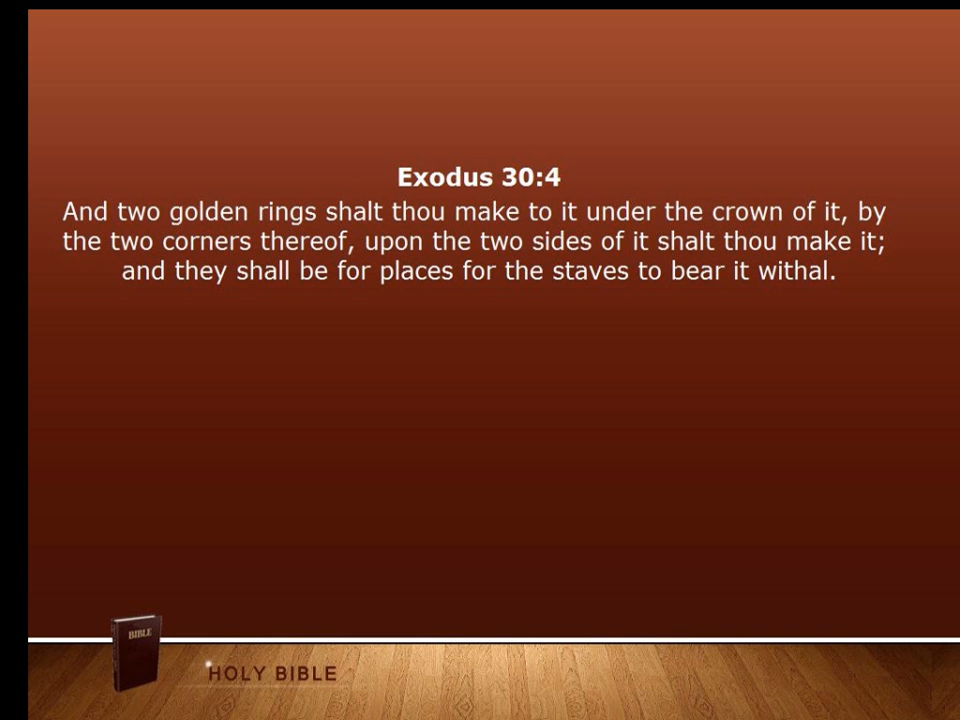 Exodus 30:4
And two golden rings shalt thou make to it under the crown of it, by
the two corners thereof, upon the two sides of it shalt thou make it;
and they shall be for places for the staves to bear it withal.
BIBLE
HOLY BIBLE